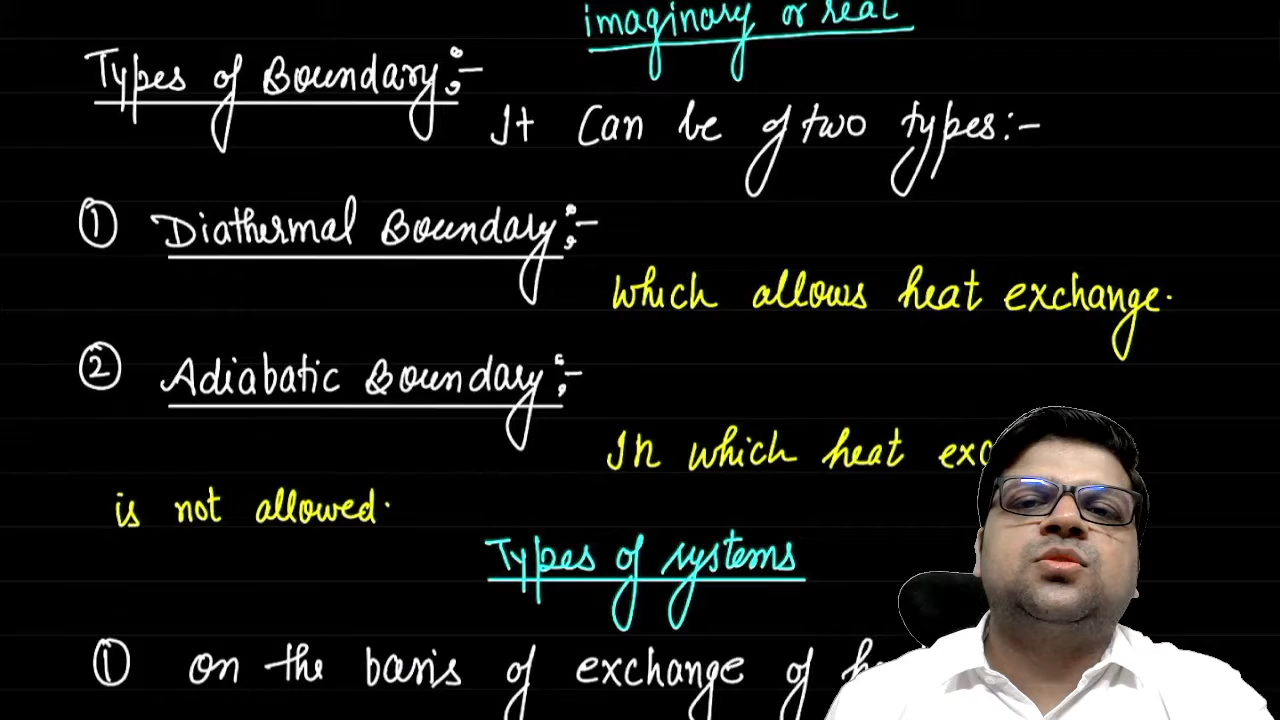 imaginary or real
Types of Boundary:-
It Can be of two types:-
① Diathermal Boundary:-
Which allows heat exchange.
② Adiabatic Boundary:-
In which heat
is not allowed.
Types of systems
① on the basis of exchange of